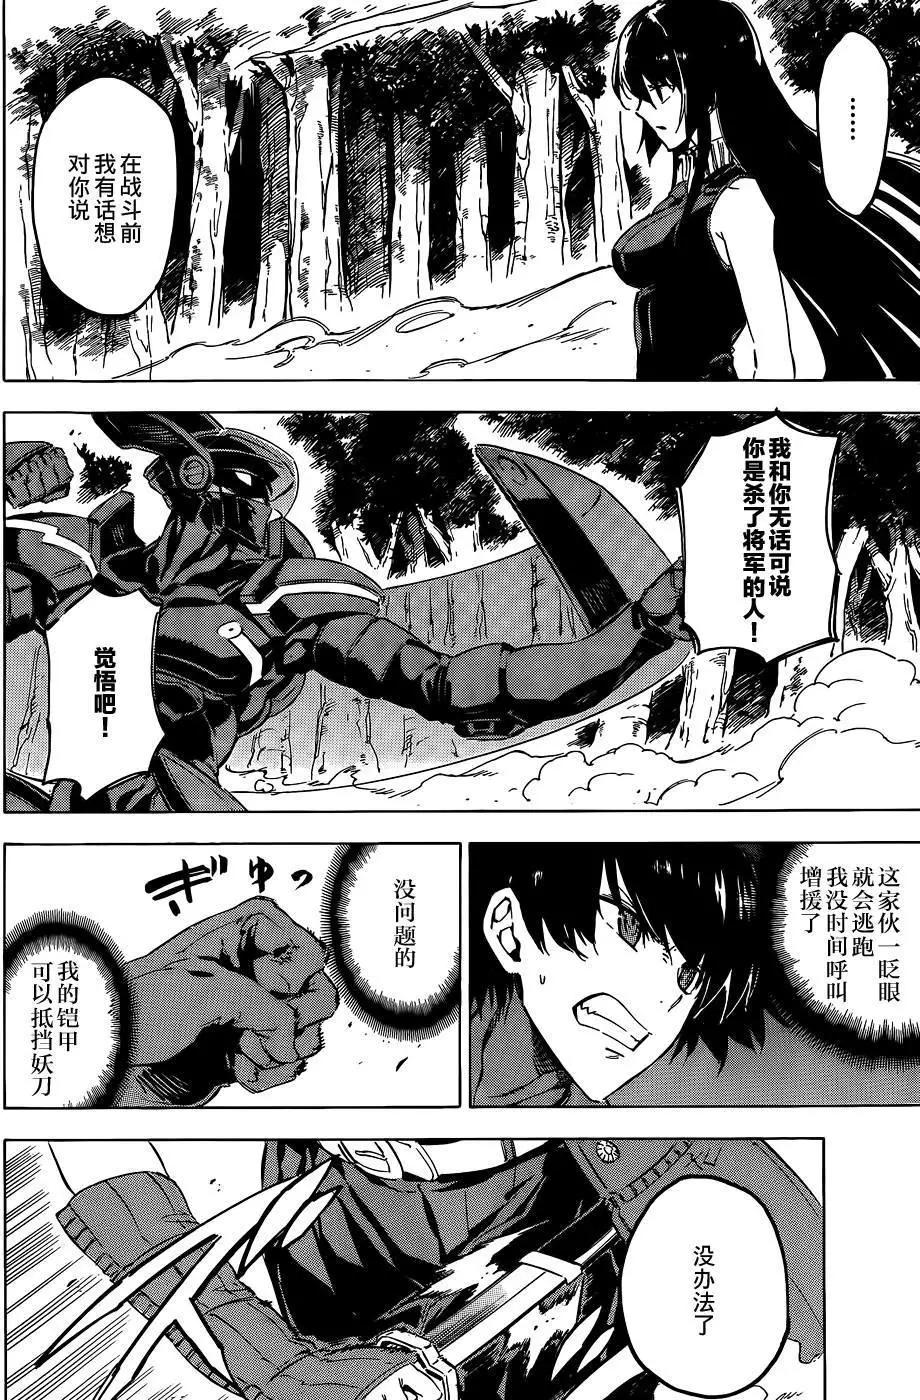 ……
在战斗前
我有话想
对你说
我和你无话可说
你是杀了将军的人！
觉悟吧！
这家伙一眨眼
就会逃跑
我没时间呼叫
增援了
没问题的
我的铠甲
可以抵挡妖刀
ギュッ
没办法了